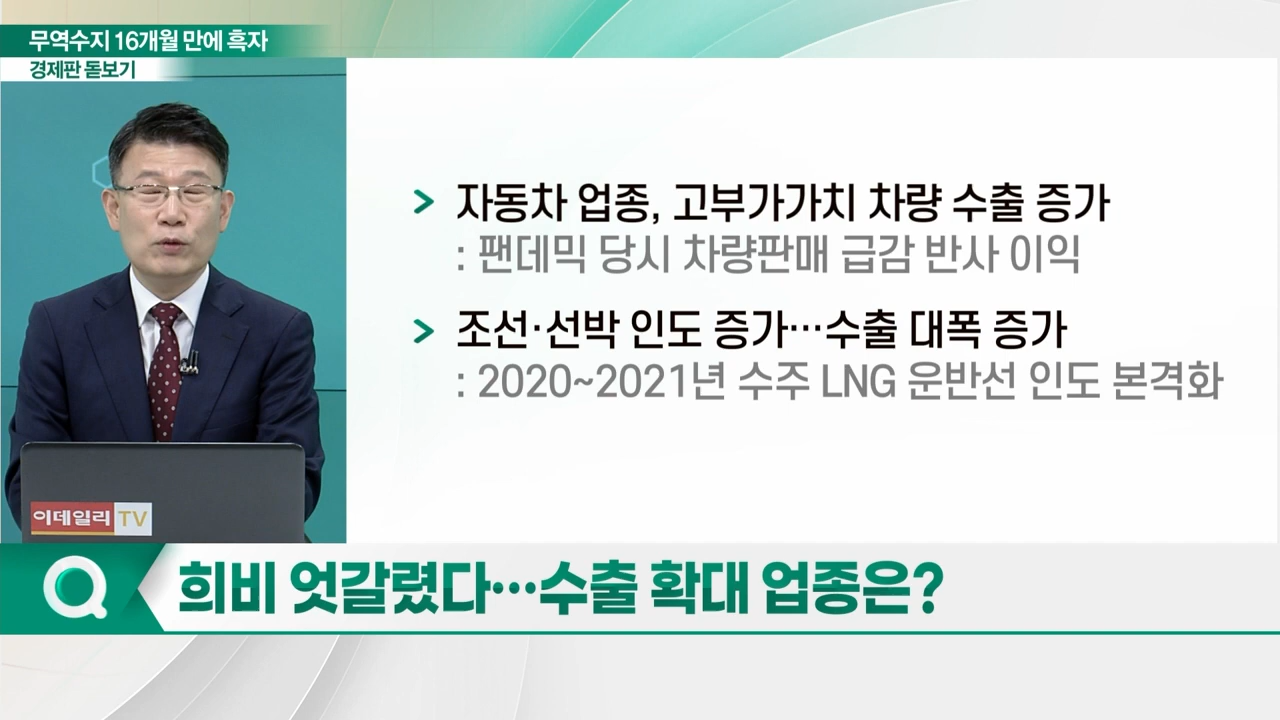 무역수지 16개월 만에 흑자
경제판 돋보기
> 자동차 업종, 고부가가치 차량 수출 증가
: 팬데믹 당시 차량판매 급감 반사 이익
> 조선·선박 인도 증가…수출 대폭 증가
: 2020~2021년 수주 LNG 운반선 인도 본격화
이데일리 TV
Q 희비 엇갈렸다…수출 확대 업종은?